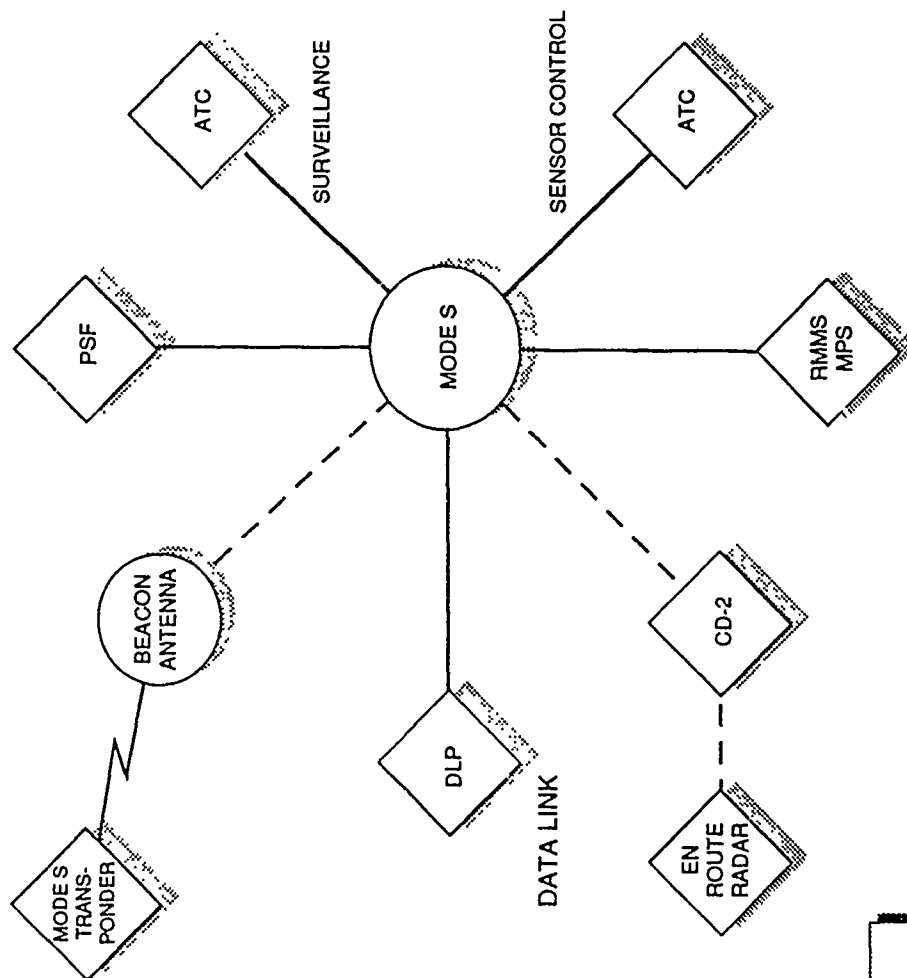 MODE S
TRANS-
PONDER
BEACON
ANTENNA
PSF
ATC
SURVEILLANCE
DLP
DATA LINK
MODE S
SENSOR CONTROL
EN
ROUTE
RADAR
CD-2
RMMS
MPS
ATC